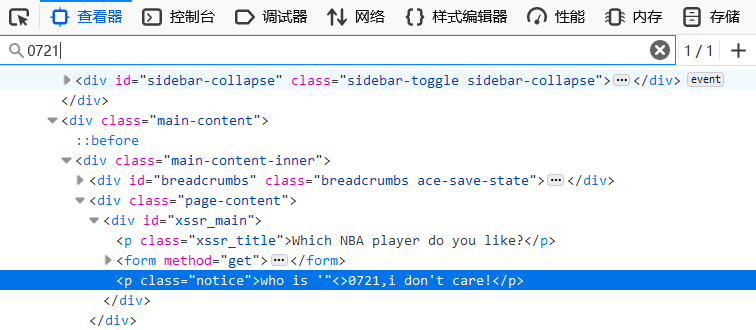 查看器 控制台 调试器 网络 样式编辑器 性能 内存 存储
0721 1 / 1
<div id="sidebar-collapse" class="sidebar-toggle sidebar-collapse"></div> event
</div>
<div class="main-content">
::before
<div class="main-content-inner">
<div id="breadcrumbs" class="breadcrumbs ace-save-state"></div>
<div class="page-content">
<div id="xssr_main">
<p class="xssr_title">Which NBA player do you like?</p>
<form method="get"></form>
<p class="notice">who is '"<>0721,i don't care!</p>
</div>
</div>